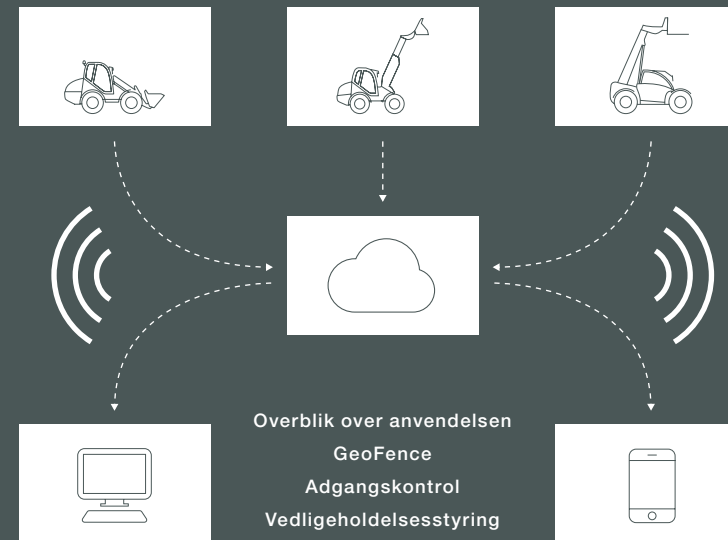 Overblik over anvendelsen
GeoFence
Adgangskontrol
Vedligeholdelsesstyring